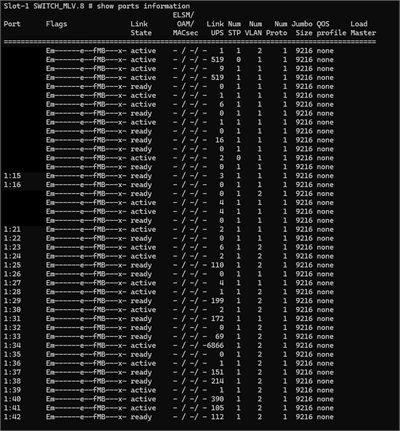 Slot-1 SWITCH_MLV.8 # show ports information
ELSM/
Port Flags Link OAM/ Link Num Num Num Jumbo QOS Load
State MACsec UPS STP VLAN Proto Size profile Master
================================================================================
Em------e--fMB---x- active - / -/ - 1 1 2 1 9216 none
Em------e--fMB---x- active - / -/ - 519 0 1 1 9216 none
Em------e--fMB---x- active - / -/ - 9 1 1 1 9216 none
Em------e--fMB---x- active - / -/ - 519 1 1 1 9216 none
Em------e--fMB---x- ready - / -/ - 0 1 1 1 9216 none
Em------e--fMB---x- active - / -/ - 1 1 1 1 9216 none
Em------e--fMB---x- active - / -/ - 6 1 1 1 9216 none
Em------e--fMB---x- ready - / -/ - 0 1 1 1 9216 none
Em------e--fMB---x- active - / -/ - 1 1 1 1 9216 none
Em------e--fMB---x- ready - / -/ - 0 1 1 1 9216 none
Em------e--fMB---x- ready - / -/ - 16 1 1 1 9216 none
Em------e--fMB---x- ready - / -/ - 0 1 1 1 9216 none
Em------e--fMB---x- active - / -/ - 2 0 1 1 9216 none
Em------e--fMB---x- ready - / -/ - 0 1 1 1 9216 none
1:15 Em------e--fMB---x- active - / -/ - 3 1 1 1 9216 none
1:16 Em------e--fMB---x- ready - / -/ - 0 1 1 1 9216 none
Em------e--fMB---x- ready - / -/ - 0 1 2 1 9216 none
Em------e--fMB---x- active - / -/ - 4 1 1 1 9216 none
Em------e--fMB---x- active - / -/ - 4 1 1 1 9216 none
Em------e--fMB---x- ready - / -/ - 0 1 1 1 9216 none
1:21 Em------e--fMB---x- active - / -/ - 2 1 1 1 9216 none
1:22 Em------e--fMB---x- ready - / -/ - 0 1 1 1 9216 none
1:23 Em------e--fMB---x- active - / -/ - 6 1 2 1 9216 none
1:24 Em------e--fMB---x- active - / -/ - 2 1 2 1 9216 none
1:25 Em------e--fMB---x- ready - / -/ - 110 1 2 1 9216 none
1:26 Em------e--fMB---x- ready - / -/ - 0 1 1 1 9216 none
1:27 Em------e--fMB---x- active - / -/ - 4 1 1 1 9216 none
1:28 Em------e--fMB---x- active - / -/ - 1 1 2 1 9216 none
1:29 Em------e--fMB---x- ready - / -/ - 199 1 2 1 9216 none
1:30 Em------e--fMB---x- active - / -/ - 2 1 2 1 9216 none
1:31 Em------e--fMB---x- ready - / -/ - 172 1 1 1 9216 none
1:32 Em------e--fMB---x- ready - / -/ - 0 1 2 1 9216 none
1:33 Em------e--fMB---x- ready - / -/ - 69 1 2 1 9216 none
1:34 Em------e--fMB---x- active - / -/ -6866 1 2 1 9216 none
1:35 Em------e--fMB---x- ready - / -/ - 0 1 2 1 9216 none
1:36 Em------e--fMB---x- active - / -/ - 1 1 2 1 9216 none
1:37 Em------e--fMB---x- ready - / -/ - 151 1 2 1 9216 none
1:38 Em------e--fMB---x- ready - / -/ - 214 1 2 1 9216 none
1:39 Em------e--fMB---x- active - / -/ - 1 1 2 1 9216 none
1:40 Em------e--fMB---x- ready - / -/ - 390 1 2 1 9216 none
1:41 Em------e--fMB---x- active - / -/ - 105 1 2 1 9216 none
1:42 Em------e--fMB---x- ready - / -/ - 112 1 2 1 9216 none